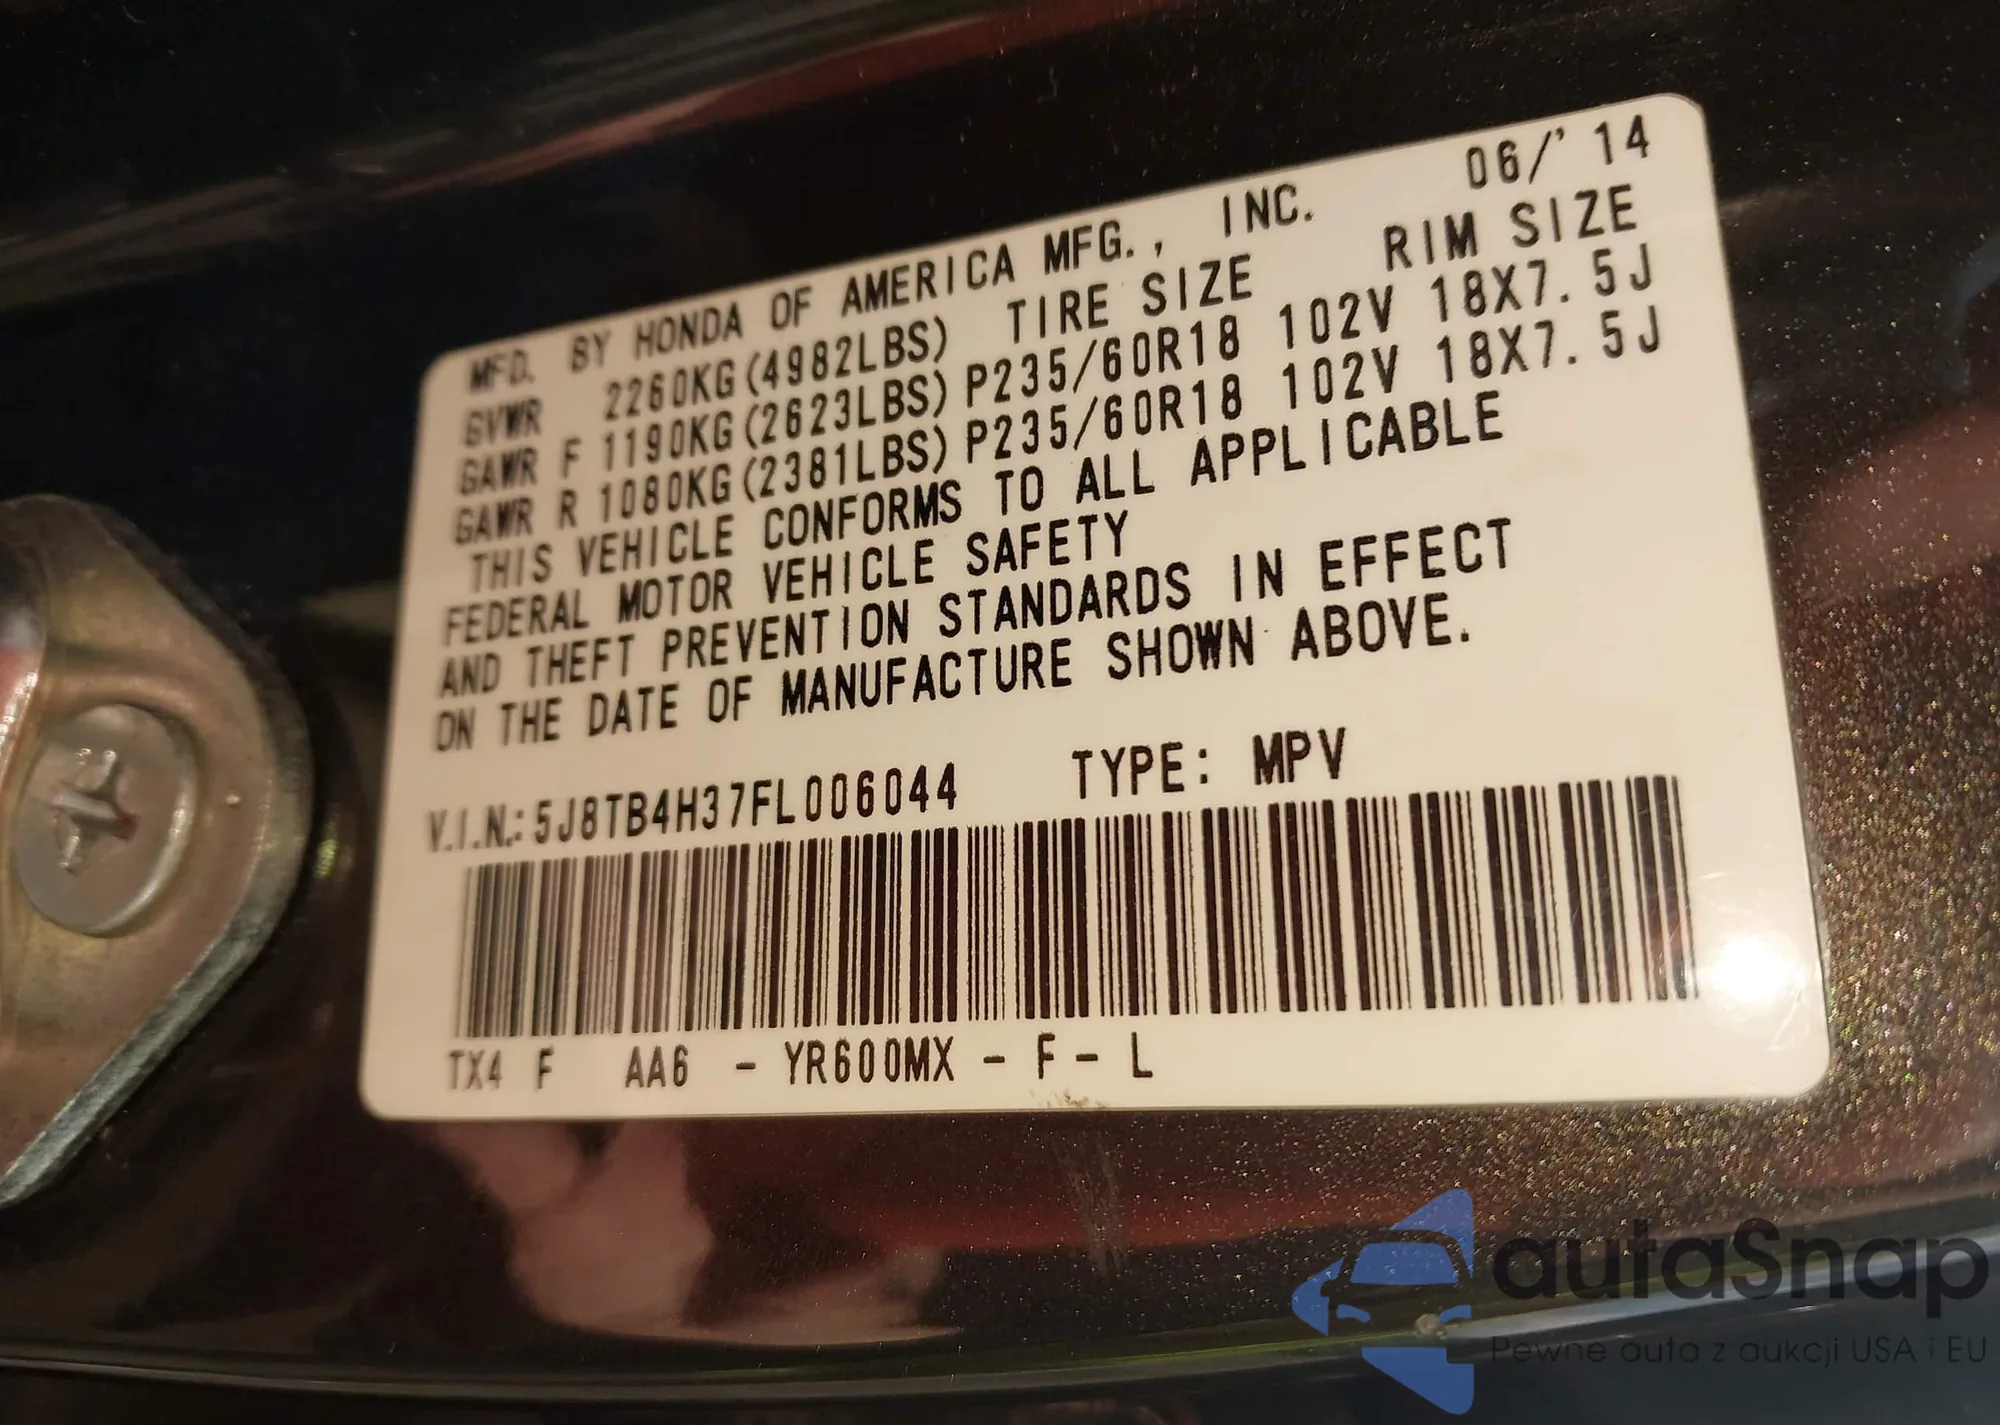 MFD. BY HONDA OF AMERICA MFG., INC. 06/'14
GVWR 2260KG(4982LBS) TIRE SIZE RIM SIZE
GAWR F 1190KG(2623LBS) P235/60R18 102V 18X7.5J
GAWR R 1080KG(2381LBS) P235/60R18 102V 18X7.5J
THIS VEHICLE CONFORMS TO ALL APPLICABLE
FEDERAL MOTOR VEHICLE SAFETY
AND THEFT PREVENTION STANDARDS IN EFFECT
ON THE DATE OF MANUFACTURE SHOWN ABOVE.
V.I.N.: 5J8TB4H37FL006044 TYPE: MPV
TX4 F AA6 - YR600MX - F - L
autaSnap
Pewne auta z aukcji USA i EU